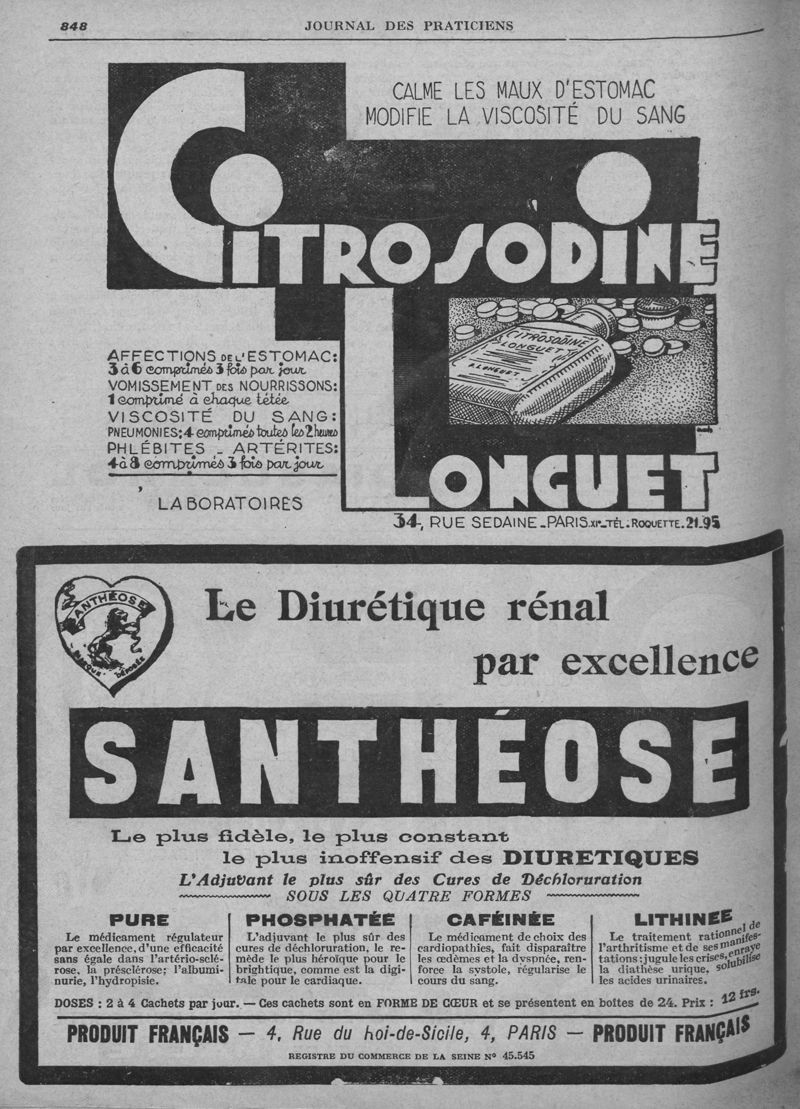 848
JOURNAL DES PRATICIENS
CALME LES MAUX D'ESTOMAC
MODIFIE LA VISCOSITÉ DU SANG
CITROSODINE
CITROSODINE
LONGUET
P. LONGUET
AFFECTIONS DE L'ESTOMAC:
3 à 6 comprimés 3 fois par jour
VOMISSEMENT DES NOURRISSONS:
1 comprimé à chaque tétée
VISCOSITÉ DU SANG:
PNEUMONIES: 4 comprimés toutes les 2 heures
PHLÉBITES - ARTÉRITES:
4 à 8 comprimés 3 fois par jour
LABORATOIRES
LONGUET
34, RUE SEDAINE - PARIS. XIe - TÉL: ROQUETTE. 21-95
SANTHÉOSE
MARQUE DÉPOSÉE
Le Diurétique rénal
par excellence
SANTHÉOSE
Le plus fidèle, le plus constant
le plus inoffensif des DIURETIQUES
L'Adjuvant le plus sûr des Cures de Déchloruration
SOUS LES QUATRE FORMES
PURE
Le médicament régulateur
par excellence, d'une efficacité
sans égale dans l'artério-sclé-
rose, la présclérose; l'albumi-
nurie, l'hydropisie.
PHOSPHATÉE
L'adjuvant le plus sûr des
cures de déchloruration, le re-
mède le plus héroïque pour le
brightique, comme est la digi-
tale pour le cardiaque.
CAFÉINÉE
Le médicament de choix des
cardiopathies, fait disparaître
les œdèmes et la dyspnée, ren-
force la systole, régularise le
cours du sang.
LITHINÉE
Le traitement rationnel de
l'arthritisme et de ses manifes-
tations; jugule les crises, enraye
la diathèse urique, solubilise
les acides urinaires.
DOSES : 2 à 4 Cachets par jour. — Ces cachets sont en FORME DE CŒUR et se présentent en boîtes de 24. Prix : 12 frs.
PRODUIT FRANÇAIS — 4, Rue du Roi-de-Sicile, 4, PARIS — PRODUIT FRANÇAIS
REGISTRE DU COMMERCE DE LA SEINE Nº 45.545